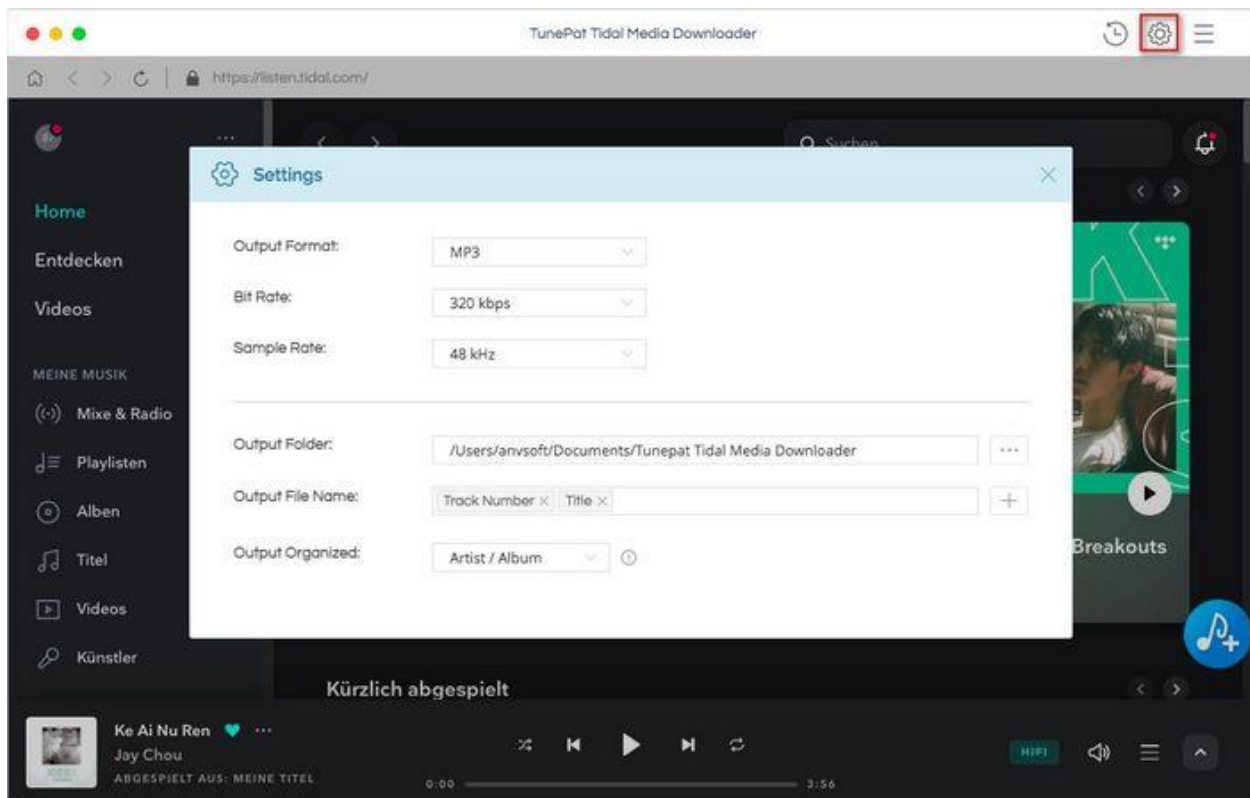 TunePat Tidal Media Downloader
https://listen.tidal.com/
Suchen
Settings
Home
Entdecken
Videos
MEINE MUSIK
Mixe & Radio
Playlisten
Alben
Titel
Videos
Künstler
Output Format:
MP3
Bit Rate:
320 kbps
Sample Rate:
48 kHz
Output Folder:
/Users/anvsoft/Documents/Tunepat Tidal Media Downloader
Output File Name:
Track Number × Title ×
Output Organized:
Artist / Album
Breakouts
Kürzlich abgespielt
Ke Ai Nu Ren
Jay Chou
ABGESPIELT AUS: MEINE TITEL
0:00
3:56
HIFI